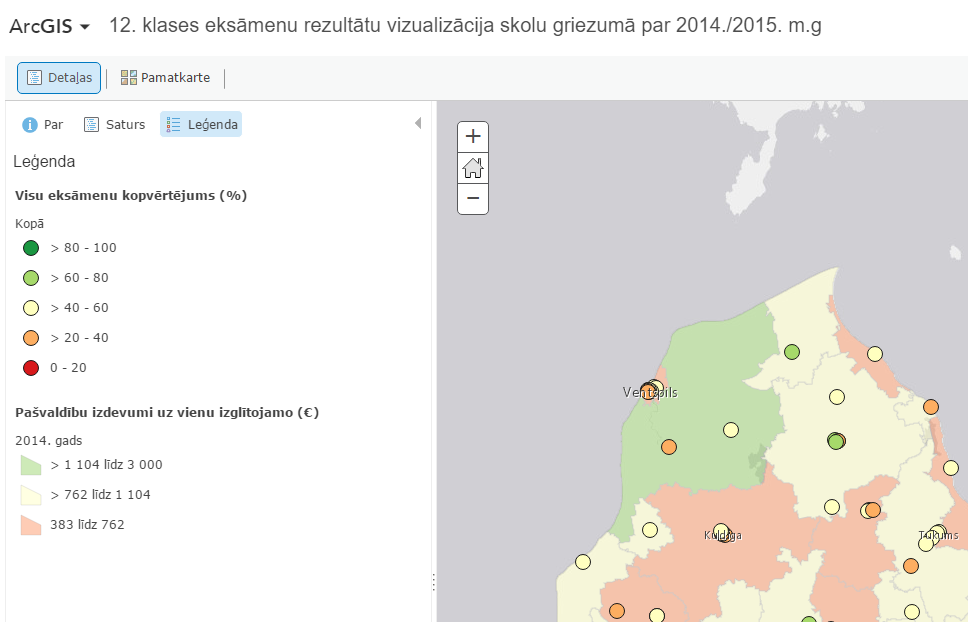 ArcGIS 12. klases eksāmenu rezultātu vizualizācija skolu griezumā par 2014./2015. m.g
Detaļas Pamatkarte
Par Saturs Leģenda
Leģenda
Visu eksāmenu kopvērtējums (%)
Kopā
> 80 - 100
> 60 - 80
> 40 - 60
> 20 - 40
0 - 20
Pašvaldību izdevumi uz vienu izglītojamo (€)
2014. gads
> 1 104 līdz 3 000
> 762 līdz 1 104
383 līdz 762
Ventspils
Kuldīga
Tukums